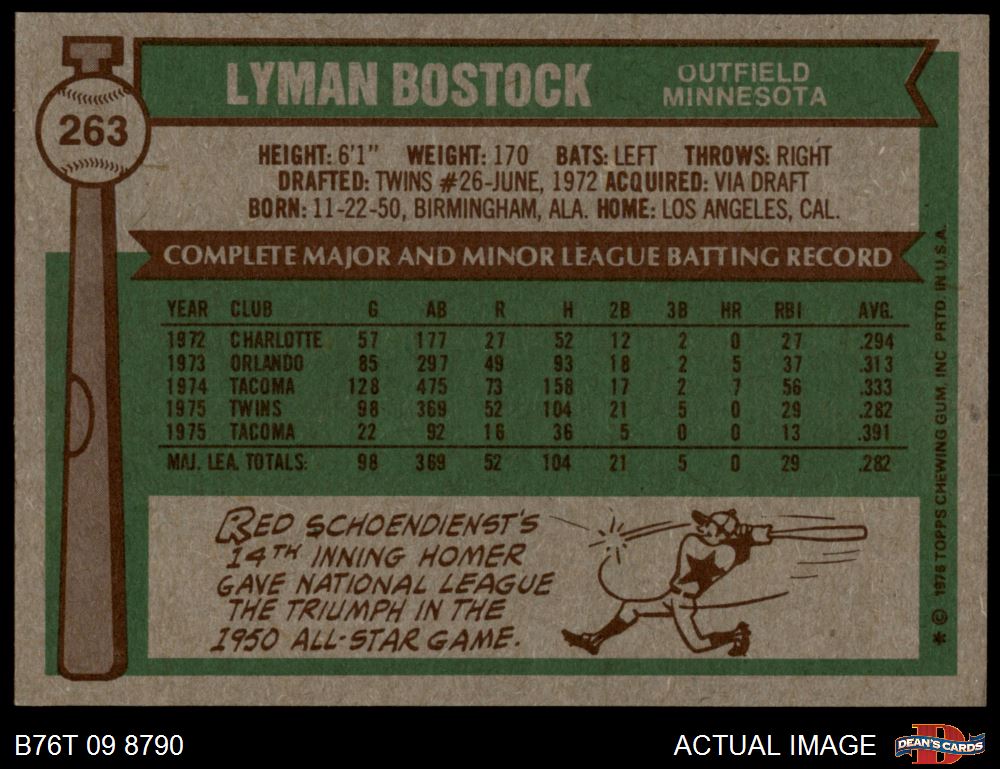 263
LYMAN BOSTOCK
OUTFIELD
MINNESOTA
HEIGHT: 6'1" WEIGHT: 170 BATS: LEFT THROWS: RIGHT
DRAFTED: TWINS #26-JUNE, 1972 ACQUIRED: VIA DRAFT
BORN: 11-22-50, BIRMINGHAM, ALA. HOME: LOS ANGELES, CAL.
COMPLETE MAJOR AND MINOR LEAGUE BATTING RECORD
YEAR CLUB G AB R H 2B 3B HR RBI AVG.
1972 CHARLOTTE 57 177 27 52 12 2 0 27 .294
1973 ORLANDO 85 297 49 93 18 2 5 37 .313
1974 TACOMA 128 475 73 158 17 2 7 56 .333
1975 TWINS 98 369 52 104 21 5 0 29 .282
1975 TACOMA 22 92 16 36 5 0 0 13 .391
MAJ. LEA. TOTALS: 98 369 52 104 21 5 0 29 .282
RED SCHOENDIENST'S
14TH INNING HOMER
GAVE NATIONAL LEAGUE
THE TRIUMPH IN THE
1950 ALL-STAR GAME.
* © 1976 TOPPS CHEWING GUM, INC. PRTD. IN U.S.A.
B76T 09 8790
ACTUAL IMAGE
D
DEAN'S CARDS